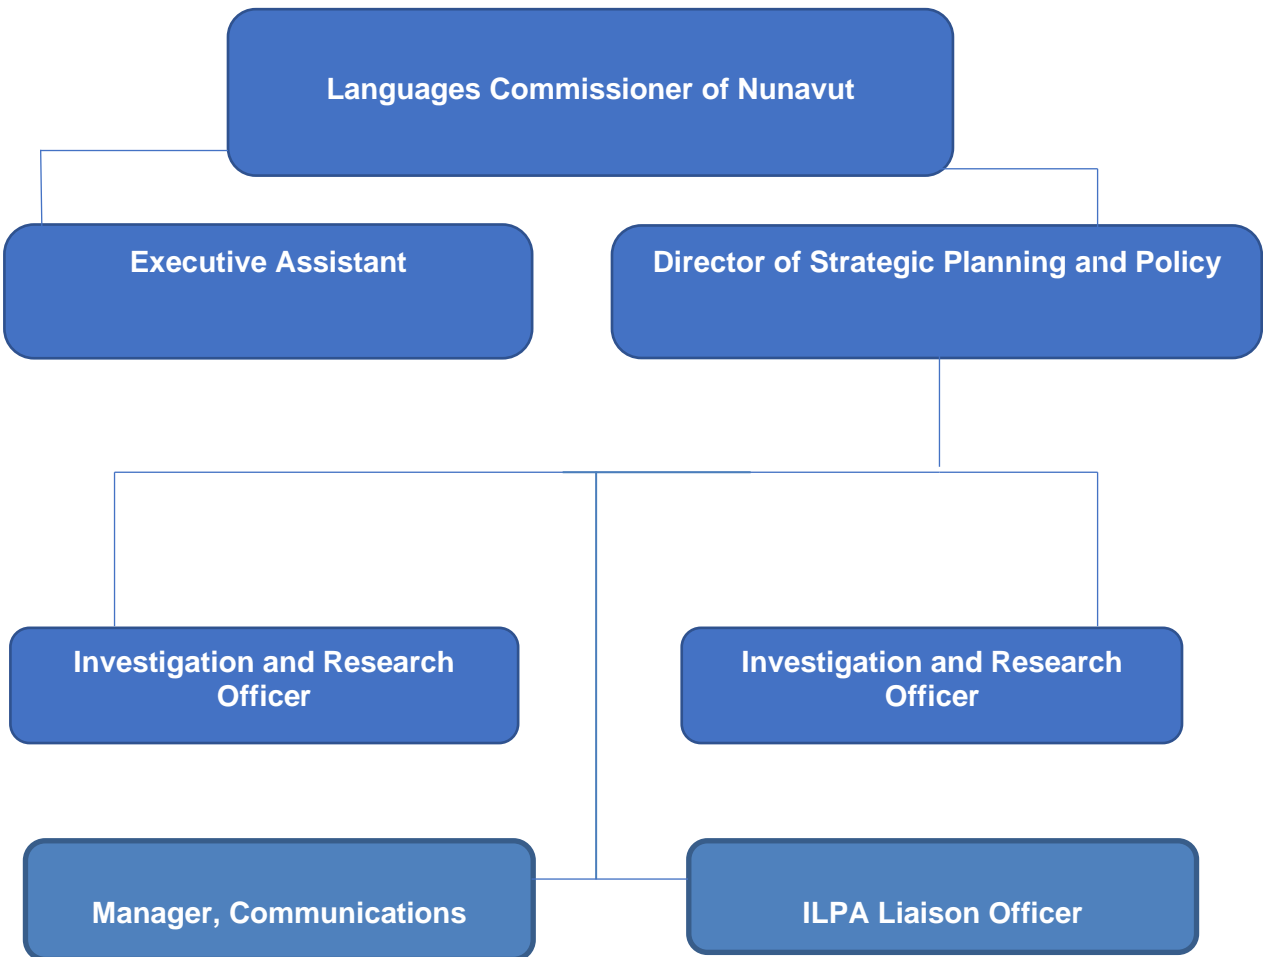 Languages Commissioner of Nunavut
Executive Assistant
Director of Strategic Planning and Policy
Investigation and Research
Officer
Investigation and Research
Officer
Manager, Communications
ILPA Liaison Officer